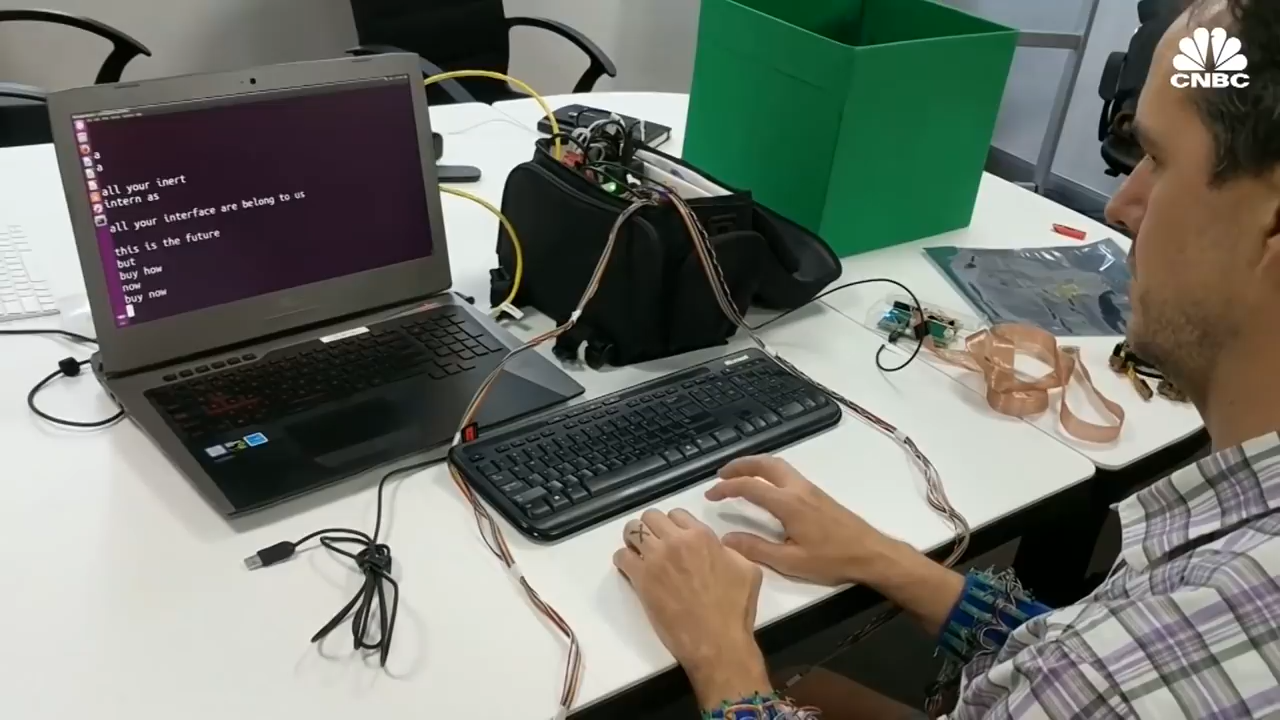 CNBC
a
a
all your inert
intern as
all your interface are belong to us
this is the future
but
buy how
now
buy now
Microsoft